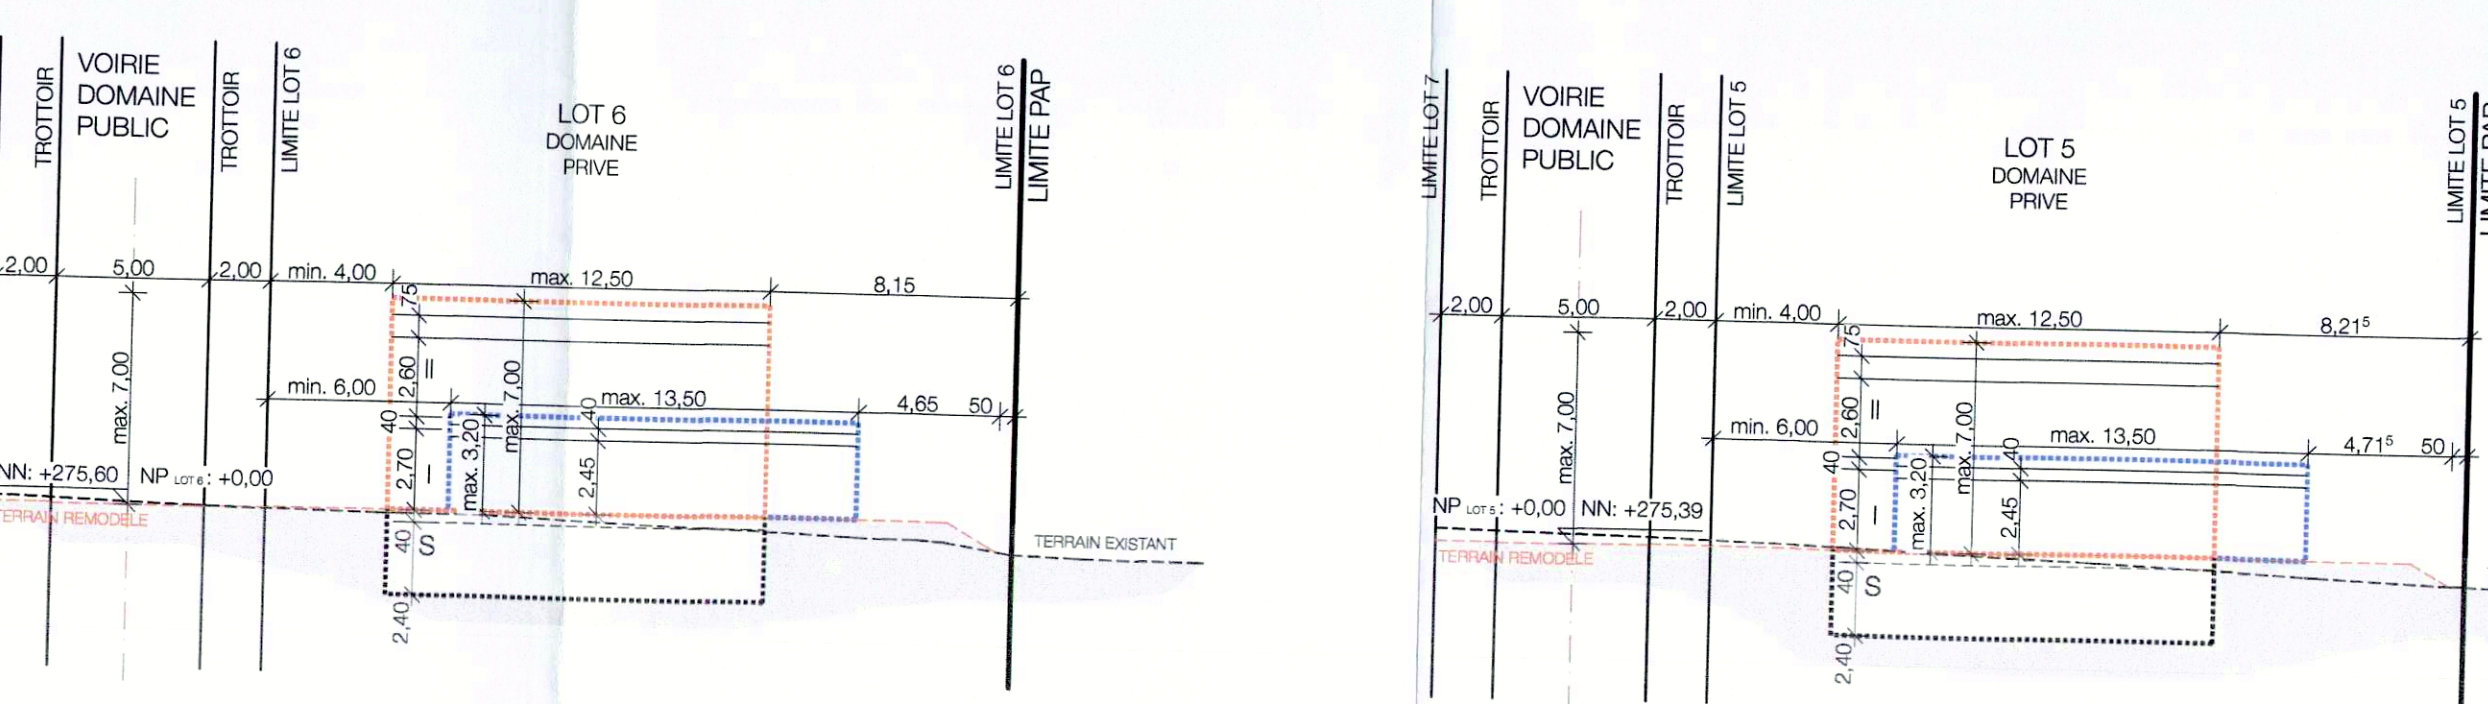 TROTTOIR
VOIRIE
DOMAINE
PUBLIC
TROTTOIR
LIMITE LOT 6
LOT 6
DOMAINE
PRIVE
LIMITE LOT 6
LIMITE PAP
2,00
5,00
2,00
min. 4,00
max. 12,50
8,15
75
max. 7,00
2,60
=
max. 7,00
min. 6,00
40
40
max. 13,50
4,65
50
max. 3,20
2,70
–
2,45
NN: +275,60
NP LOT 6: +0,00
TERRAIN REMODELE
40
S
TERRAIN EXISTANT
2,40
LIMITE LOT 7
TROTTOIR
VOIRIE
DOMAINE
PUBLIC
TROTTOIR
LIMITE LOT 5
LOT 5
DOMAINE
PRIVE
LIMITE LOT 5
2,00
5,00
2,00
min. 4,00
max. 12,50
8,21⁵
75
max. 7,00
2,60
=
max. 7,00
min. 6,00
40
40
max. 13,50
4,71⁵
50
max. 3,20
2,70
–
2,45
NP LOT 5: +0,00
NN: +275,39
TERRAIN REMODELE
40
S
2,40